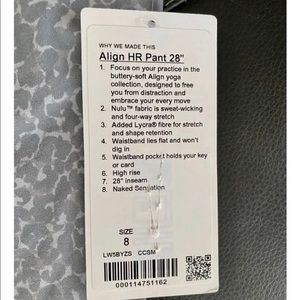 WHY WE MADE THIS
Align HR Pant 28"
1. Focus on your practice in the
buttery-soft Align yoga
collection, designed to free
you from distraction and
embrace your every move
2. Nulu™ fabric is sweat-wicking
and four-way stretch
3. Added Lycra® fibre for stretch
and shape retention
4. Waistband lies flat and won't
dig in
5. Waistband pocket holds your key
or card
6. High rise
7. 28" inseam
8. Naked Sensation
SIZE
8
LW5BYZS CCSM
000114751162